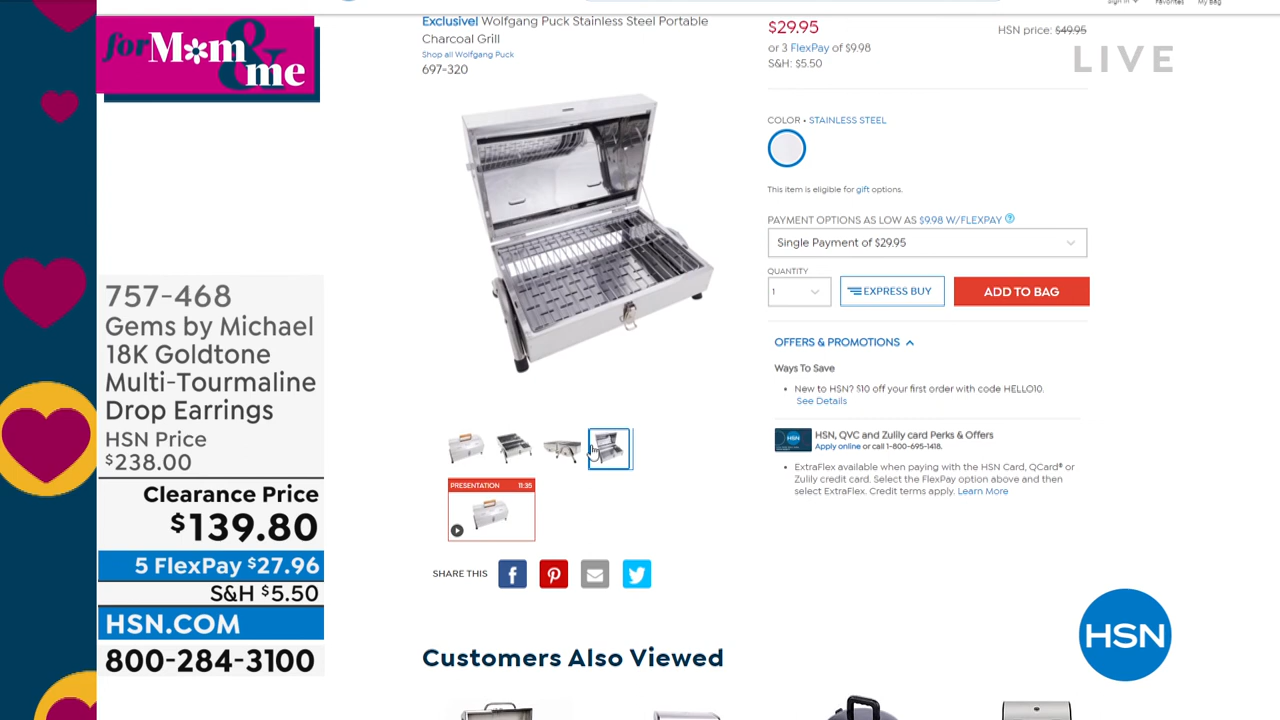 for Mom
& me
757-468
Gems by Michael
18K Goldtone
Multi-Tourmaline
Drop Earrings
HSN Price
$238.00
Clearance Price
$139.80
5 FlexPay $27.96
S&H $5.50
HSN.COM
800-284-3100
Exclusive! Wolfgang Puck Stainless Steel Portable
Charcoal Grill
Shop all Wolfgang Puck
697-320
PRESENTATION 11:35
SHARE THIS
Customers Also Viewed
Favorites My Bag
$29.95
HSN price: $49.95
or 3 FlexPay of $9.98
S&H: $5.50
LIVE
COLOR • STAINLESS STEEL
This item is eligible for gift options.
PAYMENT OPTIONS AS LOW AS $9.98 W/FLEXPAY
Single Payment of $29.95
QUANTITY
1
EXPRESS BUY
ADD TO BAG
OFFERS & PROMOTIONS
Ways To Save
• New to HSN? $10 off your first order with code HELLO10.
See Details
HSN, QVC and Zulily card Perks & Offers
Apply online or call 1-800-695-1418.
• ExtraFlex available when paying with the HSN Card, QCard® or
Zulily credit card. Select the FlexPay option above and then
select ExtraFlex. Credit terms apply. Learn More
HSN